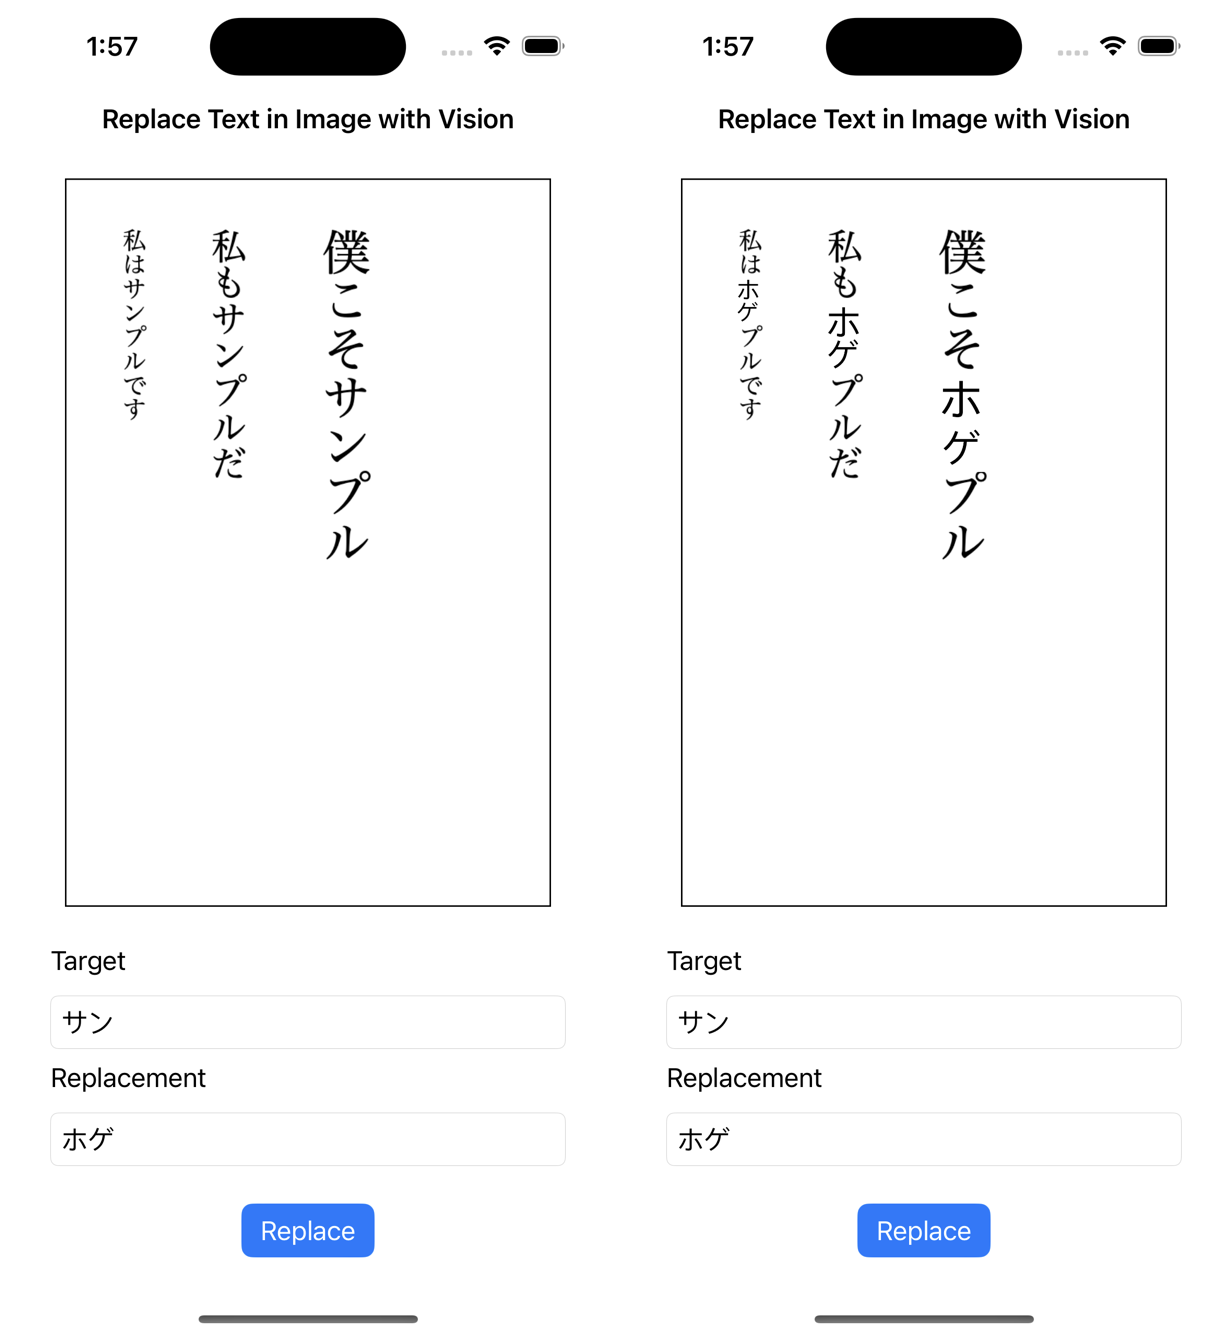 1:57
Replace Text in Image with Vision
僕こそサンプル
私もサンプルだ
私はサンプルです
Target
サン
Replacement
ホゲ
Replace
1:57
Replace Text in Image with Vision
僕こそホゲプル
私もホゲプルだ
私はホゲプルです
Target
サン
Replacement
ホゲ
Replace